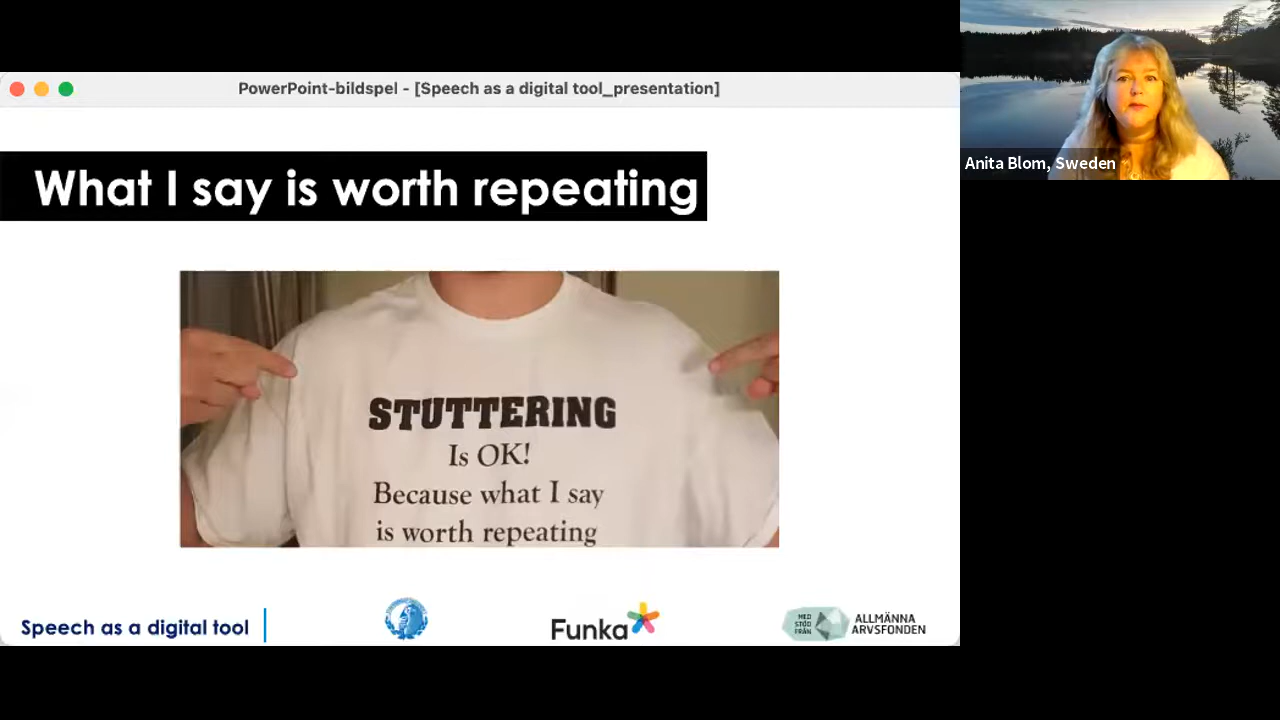 PowerPoint-bildspel - [Speech as a digital tool_presentation]
Anita Blom, Sweden
What I say is worth repeating
STUTTERING
Is OK!
Because what I say
is worth repeating
Speech as a digital tool
Funka
MED
STÖD
FRÅN
ALLMÄNNA
ARVSFONDEN